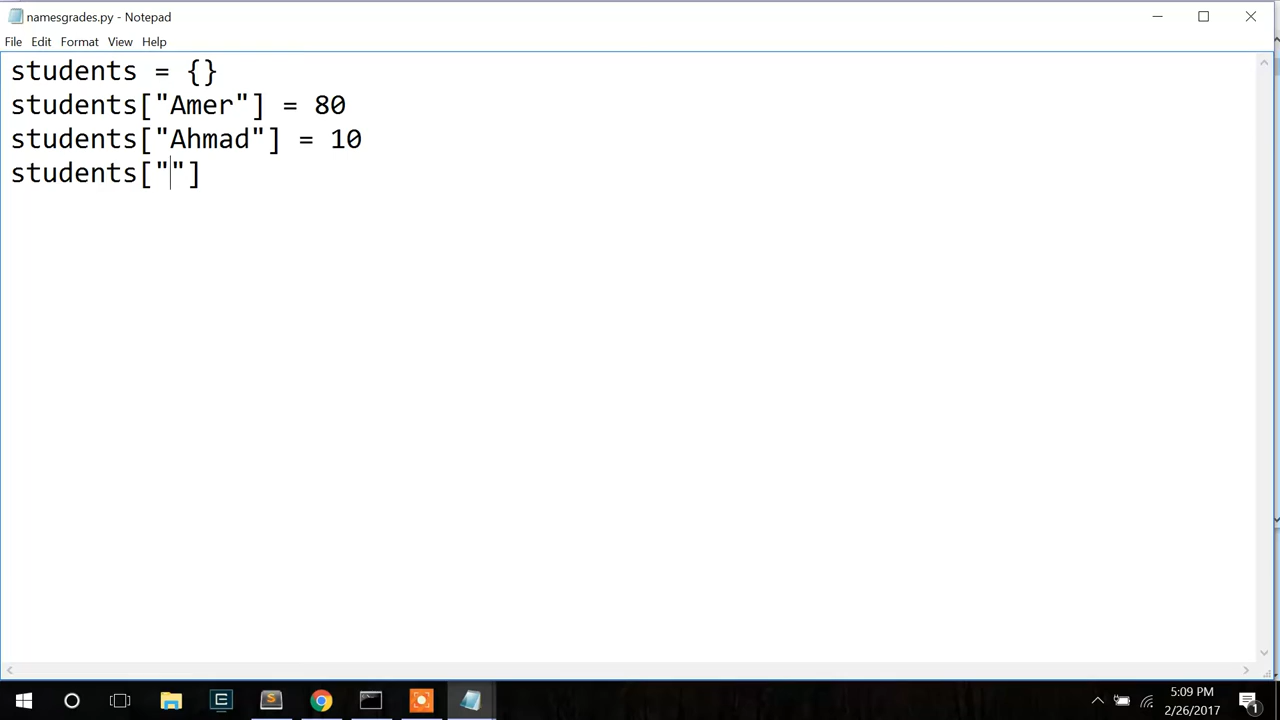 namesgrades.py - Notepad
File Edit Format View Help
students = {}
students["Amer"] = 80
students["Ahmad"] = 10
students[""]
5:09 PM
2/26/2017
1